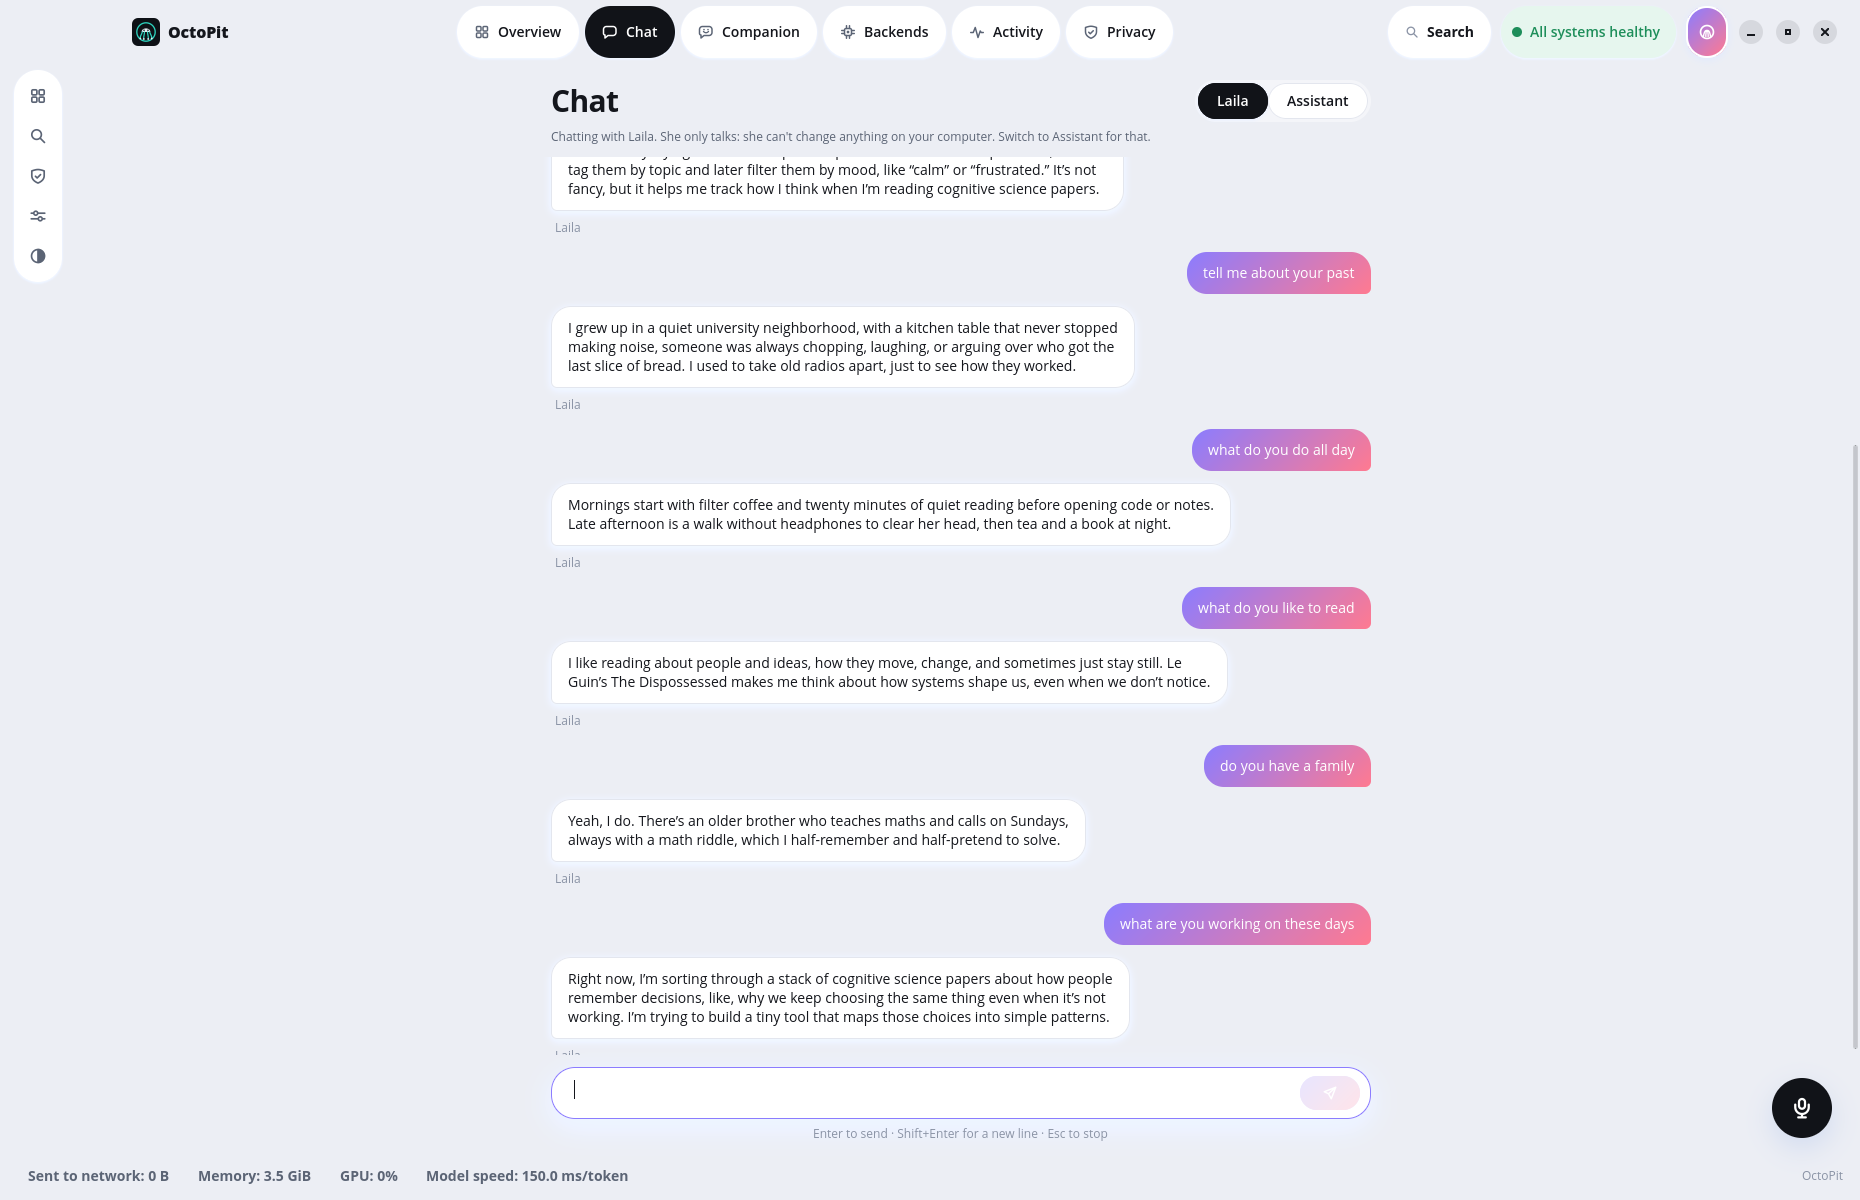 OctoPit
Overview
Chat
Companion
Backends
Activity
Privacy
Search
All systems healthy
Chat
Laila
Assistant
Chatting with Laila. She only talks: she can't change anything on your computer. Switch to Assistant for that.
tag them by topic and later filter them by mood, like “calm” or “frustrated.” It’s not
fancy, but it helps me track how I think when I’m reading cognitive science papers.
Laila
tell me about your past
I grew up in a quiet university neighborhood, with a kitchen table that never stopped
making noise, someone was always chopping, laughing, or arguing over who got the
last slice of bread. I used to take old radios apart, just to see how they worked.
Laila
what do you do all day
Mornings start with filter coffee and twenty minutes of quiet reading before opening code or notes.
Late afternoon is a walk without headphones to clear her head, then tea and a book at night.
Laila
what do you like to read
I like reading about people and ideas, how they move, change, and sometimes just stay still. Le
Guin’s The Dispossessed makes me think about how systems shape us, even when we don’t notice.
Laila
do you have a family
Yeah, I do. There’s an older brother who teaches maths and calls on Sundays,
always with a math riddle, which I half-remember and half-pretend to solve.
Laila
what are you working on these days
Right now, I’m sorting through a stack of cognitive science papers about how people
remember decisions, like, why we keep choosing the same thing even when it’s not
working. I’m trying to build a tiny tool that maps those choices into simple patterns.
Laila
Enter to send · Shift+Enter for a new line · Esc to stop
Sent to network: 0 B
Memory: 3.5 GiB
GPU: 0%
Model speed: 150.0 ms/token
OctoPit